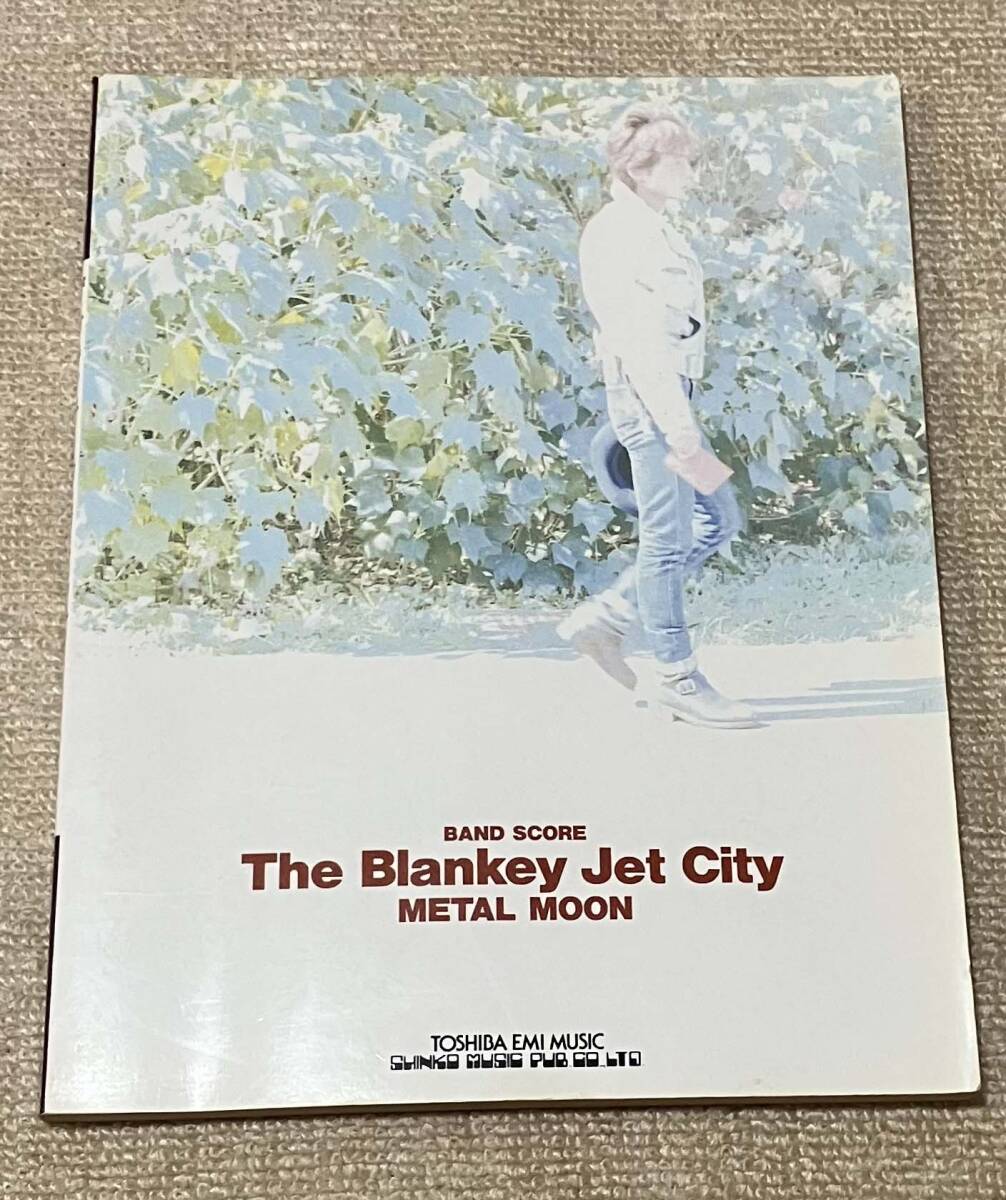 BAND SCORE
The Blankey Jet City
METAL MOON
TOSHIBA EMI MUSIC
SHINKO MUSIC PUB. CO., LTD